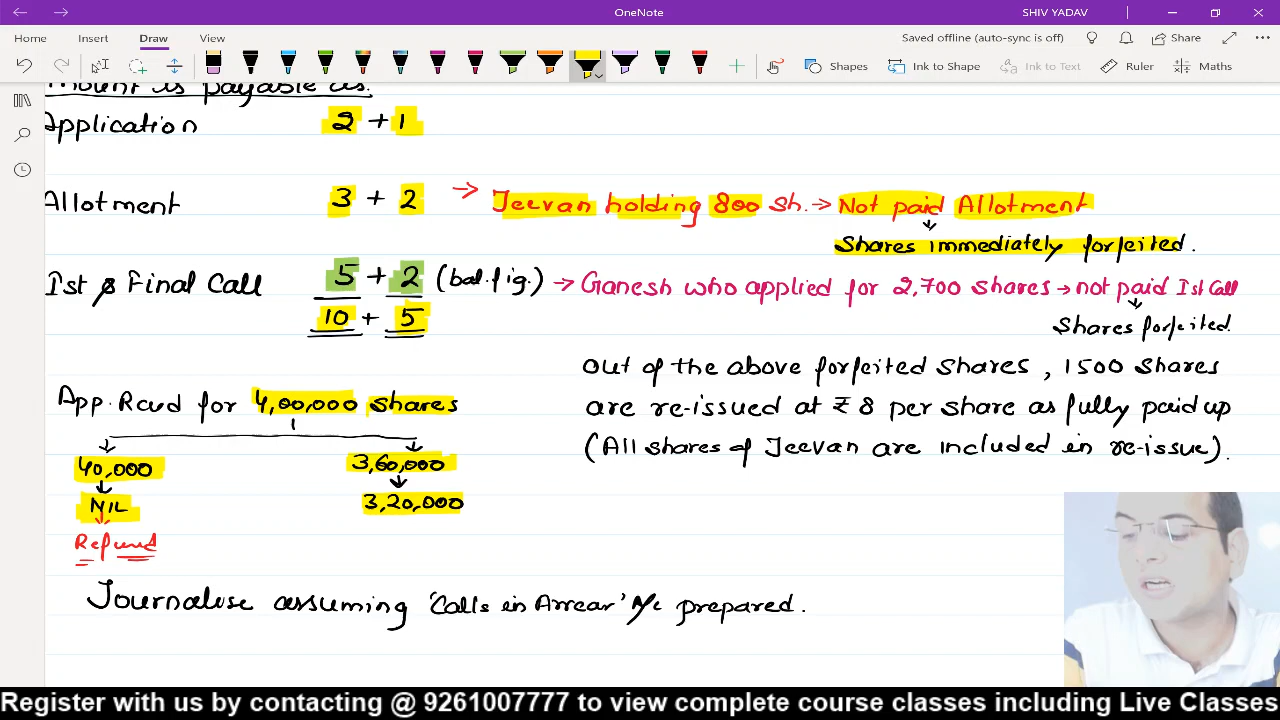 OneNote
SHIV YADAV
Home Insert Draw View
Saved offline (auto-sync is off)
Share
Shapes
Ink to Shape
Ink to Text
Ruler
Maths
mount is payable as:
Application 2 + 1
Allotment 3 + 2 → Jeevan holding 800 sh. → Not paid Allotment
Shares immediately forfeited.
Ist & Final Call 5 + 2 (bal. fig.) → Ganesh who applied for 2,700 shares → not paid Ist Call
10 + 5
Shares forfeited.
out of the above forfeited shares, 1500 shares
are re-issued at ₹ 8 per share as fully paid up
(All shares of Jeevan are included in re-issue).
App. Rcvd for 4,00,000 shares
40,000 3,60,000
NIL 3,20,000
Refund
Journalise assuming 'Calls in Arrear' A/c prepared.
Register with us by contacting @ 9261007777 to view complete course classes including Live Classes